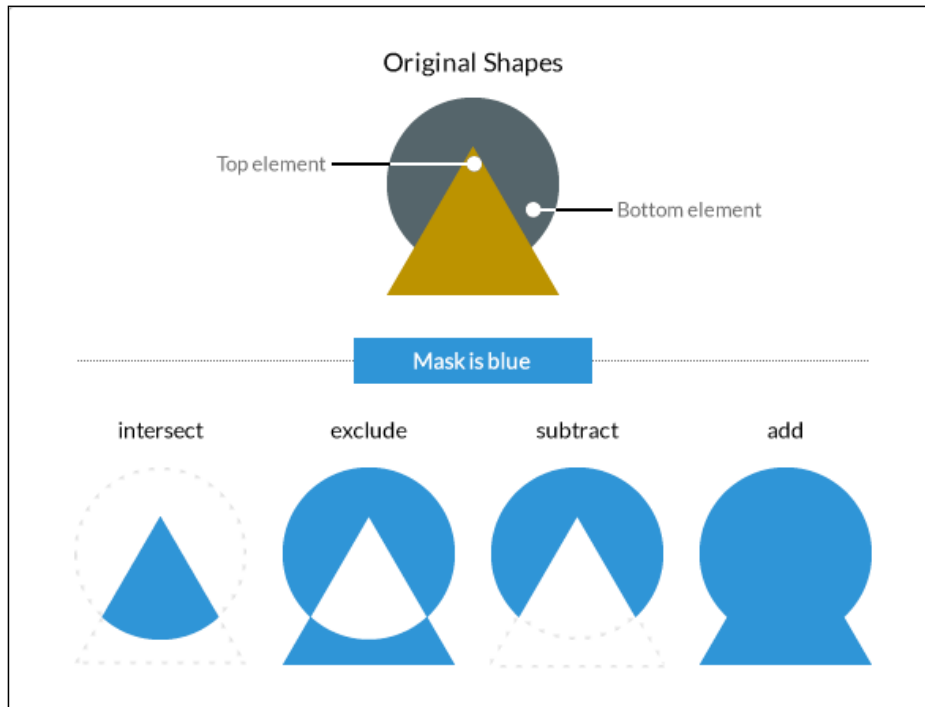 Original Shapes
Top element
Bottom element
Mask is blue
intersect exclude subtract add